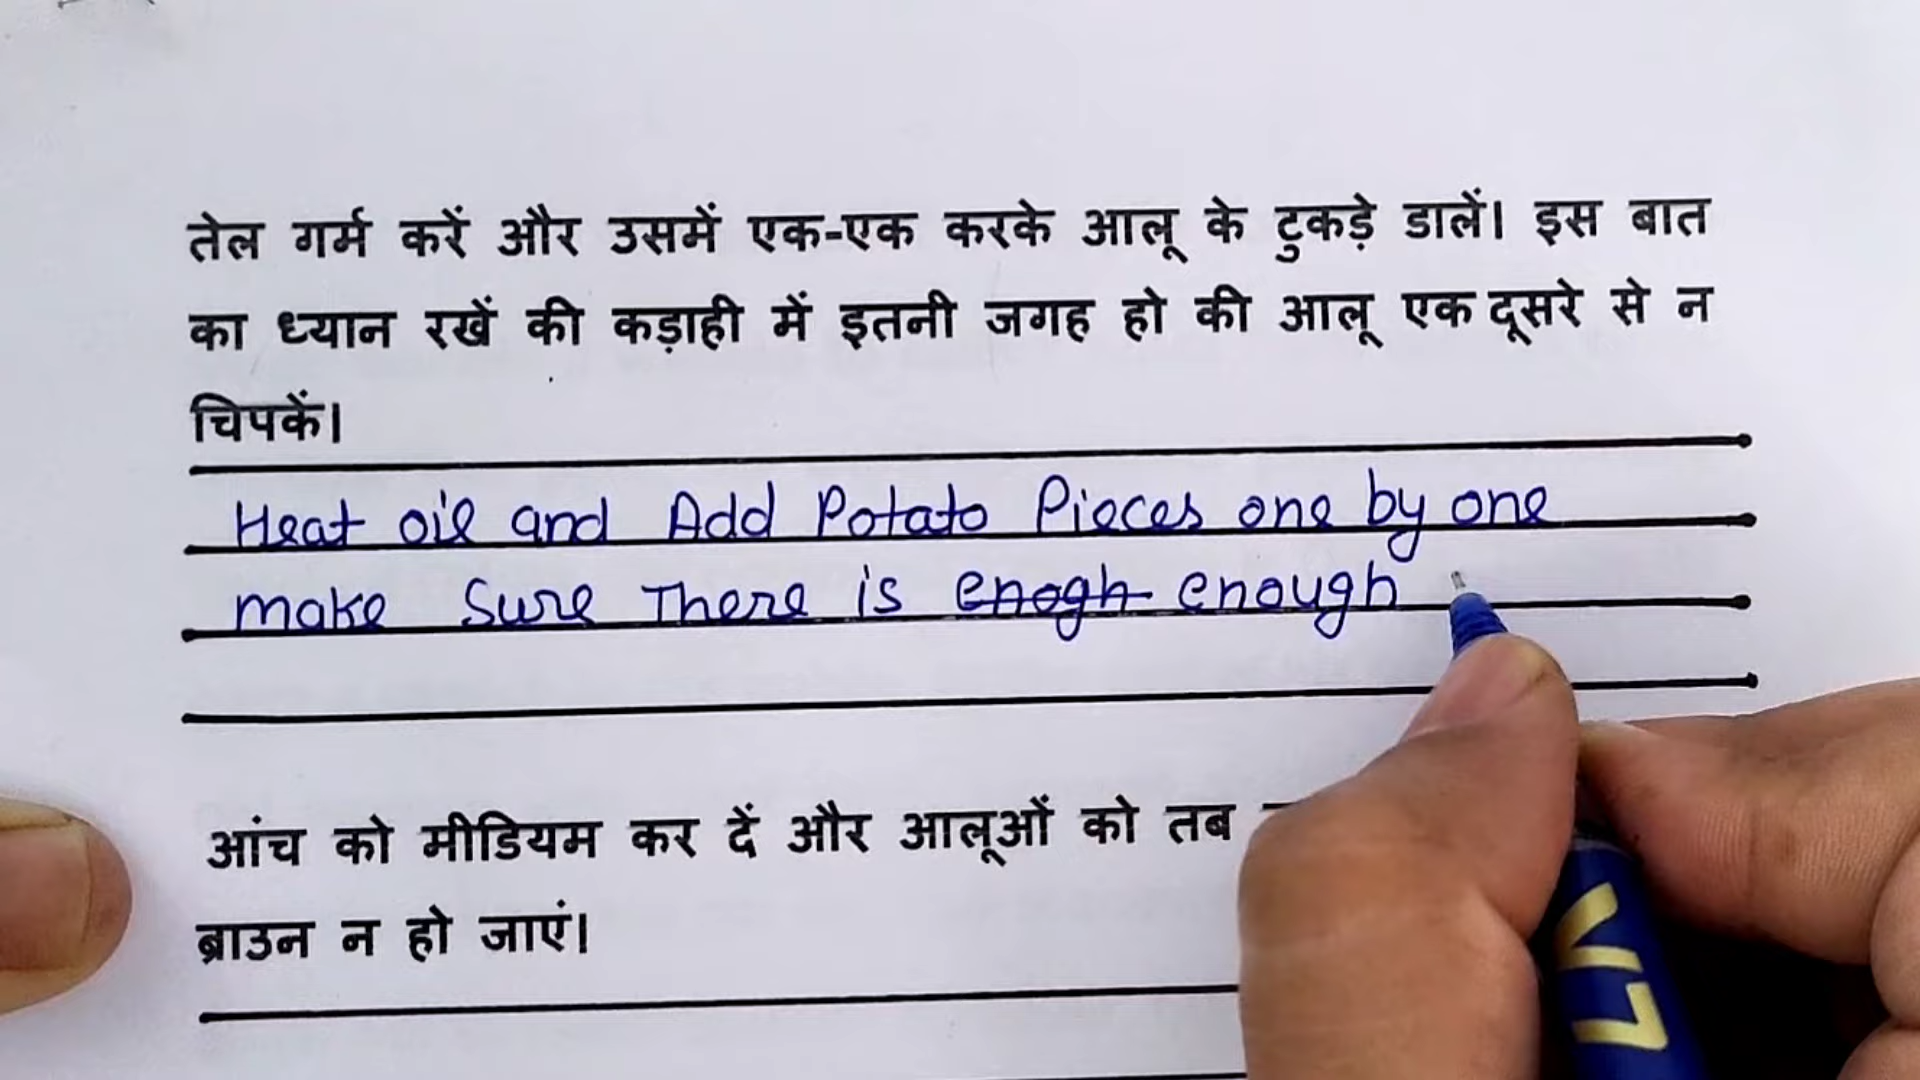 तेल गर्म करें और उसमें एक-एक करके आलू के टुकड़े डालें। इस बात
का ध्यान रखें की कड़ाही में इतनी जगह हो की आलू एक दूसरे से न
चिपकें।
Heat oil and Add Potato Pieces one by one
make Sure There is enogh enough
आंच को मीडियम कर दें और आलूओं को तब
ब्राउन न हो जाएं।
V7